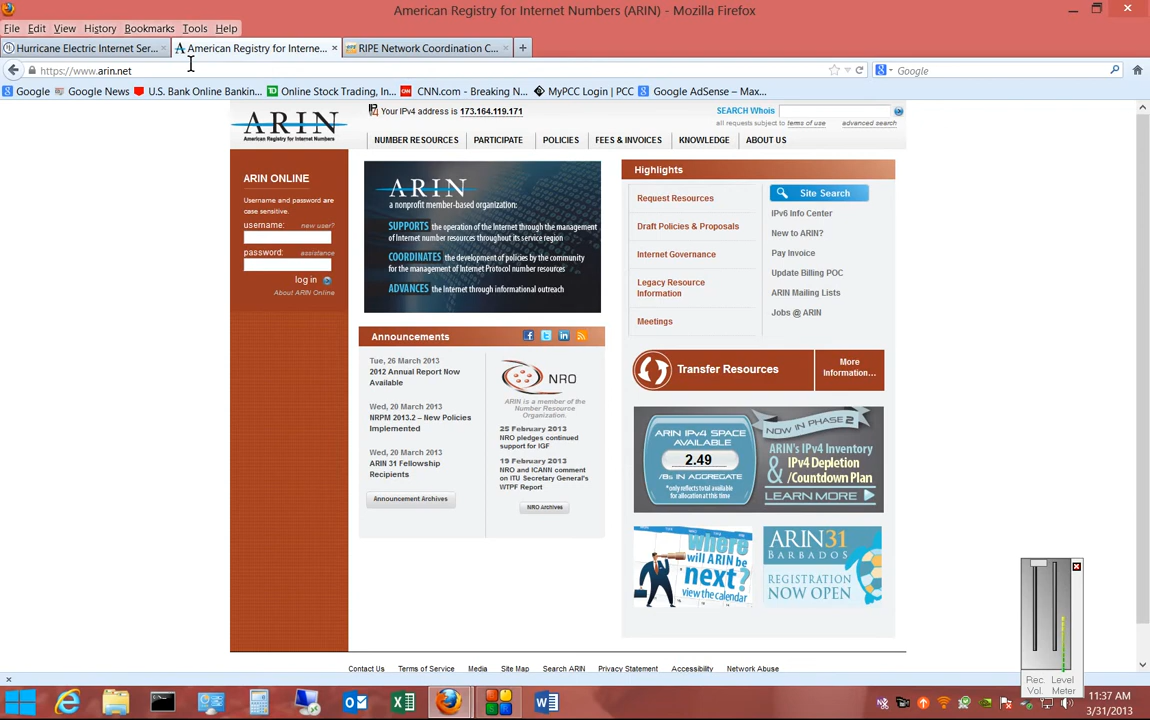 American Registry for Internet Numbers (ARIN) - Mozilla Firefox
File Edit View History Bookmarks Tools Help
Hurricane Electric Internet Ser...
American Registry for Interne...
RIPE Network Coordination C...
https://www.arin.net
Google
Google Google News U.S. Bank Online Bankin... Online Stock Trading, In... CNN.com - Breakin... MyPCC Login | PCC Google AdSense – Max...
ARIN
American Registry for Internet Numbers
Your IPv4 address is 173.164.119.171
SEARCH Whois
all requests subject to terms of use advanced search
NUMBER RESOURCES PARTICIPATE POLICIES FEES & INVOICES KNOWLEDGE ABOUT US
ARIN ONLINE
Username and password are
case sensitive.
username: new user?
password: assistance
log in
About ARIN Online
ARIN
a nonprofit member-based organization:
SUPPORTS the operation of the Internet through the management
of Internet number resources throughout its service region
COORDINATES the development of policies by the community
for the management of Internet Protocol number resources
ADVANCES the Internet through informational outreach
Announcements
Tue, 26 March 2013
2012 Annual Report Now
Available
Wed, 20 March 2013
NRPM 2013.2 – New Policies
Implemented
Wed, 20 March 2013
ARIN 31 Fellowship
Recipients
Announcement Archives
NRO
ARIN is a member of the
Number Resource
Organization.
25 February 2013
NRO pledges continued
support for IGF
19 February 2013
NRO and ICANN comment
on ITU Secretary General's
WTPF Report
NRO Archives
Highlights
Request Resources
Draft Policies & Proposals
Internet Governance
Legacy Resource
Information
Meetings
Site Search
IPv6 Info Center
New to ARIN?
Pay Invoice
Update Billing POC
ARIN Mailing Lists
Jobs @ ARIN
Transfer Resources
More
Information...
ARIN IPv4 SPACE
AVAILABLE
2.49
/8s IN AGGREGATE
*only reflects total available
for allocation at this time
NOW IN PHASE 2
ARIN's IPv4 Inventory
& IPv4 Depletion
/Countdown Plan
LEARN MORE
where
will ARIN be
next?
view the calendar
ARIN31
BARBADOS
REGISTRATION
NOW OPEN
Contact Us Terms of Service Media Site Map Search ARIN Privacy Statement Accessibility Network Abuse
Rec. Vol.
Level Meter
11:37 AM
3/31/2013